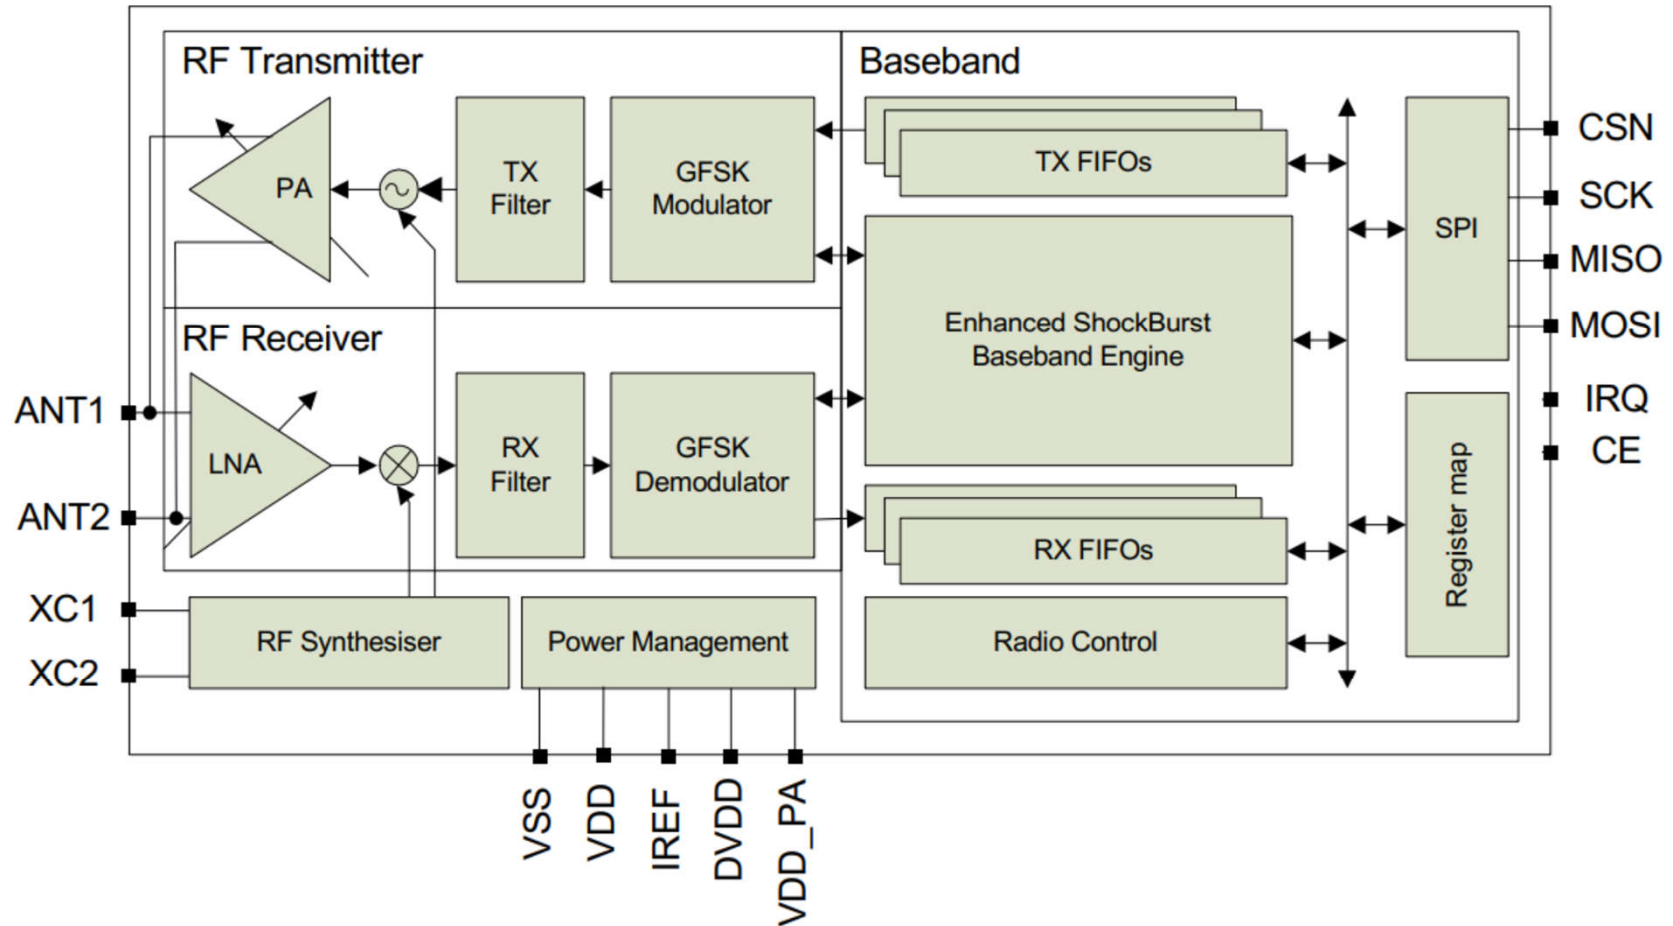 RF Transmitter
Baseband
PA
TX
Filter
GFSK
Modulator
TX FIFOs
SPI
CSN
SCK
MISO
MOSI
Enhanced ShockBurst
Baseband Engine
RF Receiver
ANT1
ANT2
LNA
RX
Filter
GFSK
Demodulator
RX FIFOs
Register map
IRQ
CE
XC1
XC2
RF Synthesiser
Power Management
Radio Control
VSS
VDD
IREF
DVDD
VDD_PA